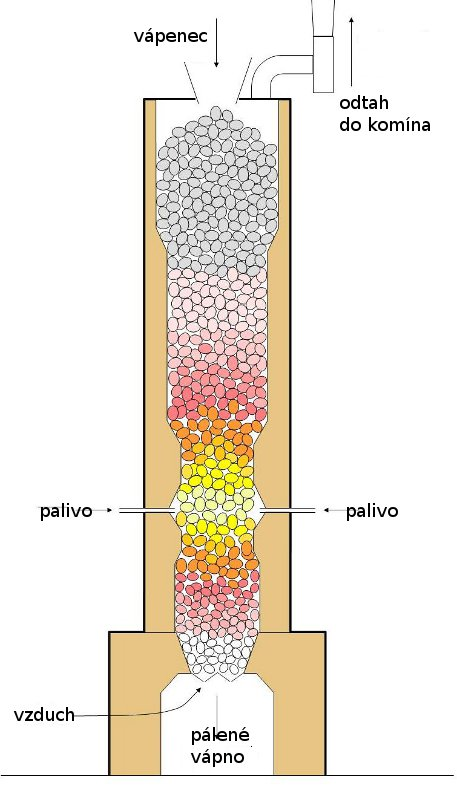 vápenec
odtah
do komína
palivo
palivo
vzduch
pálené
vápno